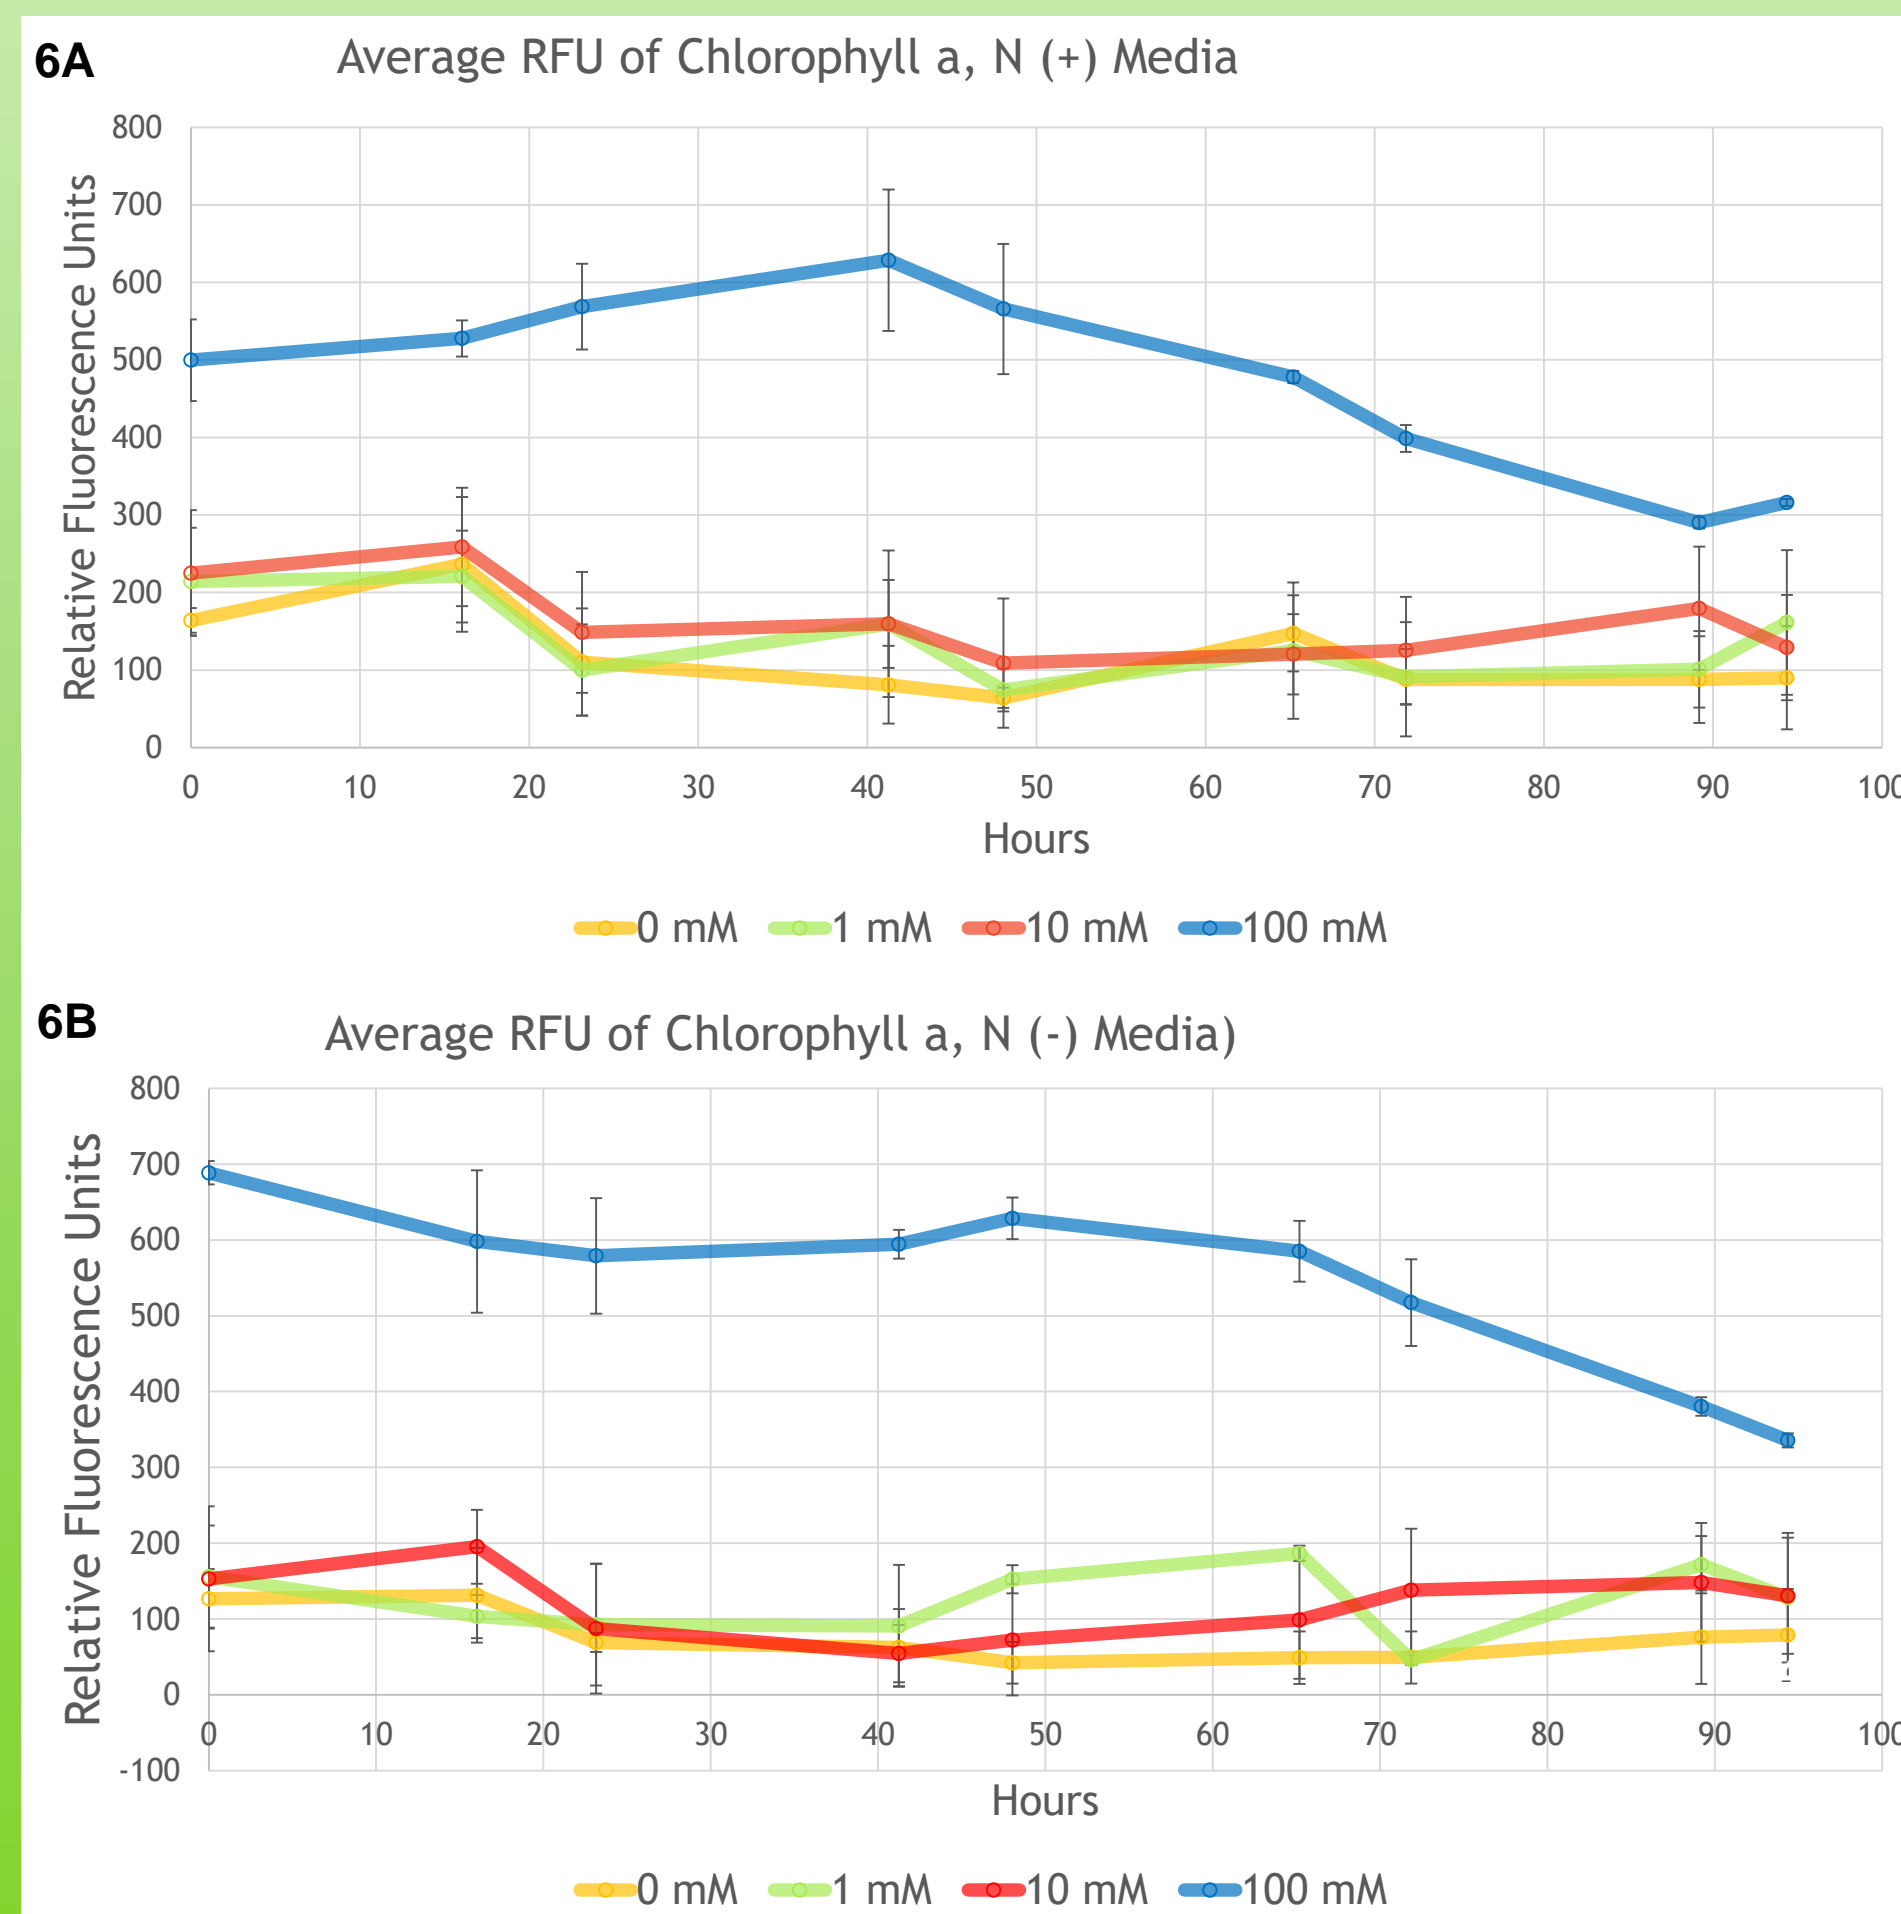 6A
Average RFU of Chlorophyll a, N (+) Media
Relative Fluorescence Units
800
700
600
500
400
300
200
100
0
0 10 20 30 40 50 60 70 80 90 100
Hours
0 mM 1 mM 10 mM 100 mM
6B
Average RFU of Chlorophyll a, N (-) Media)
Relative Fluorescence Units
800
700
600
500
400
300
200
100
0
0 10 20 30 40 50 60 70 80 90 100
-100
Hours
0 mM 1 mM 10 mM 100 mM